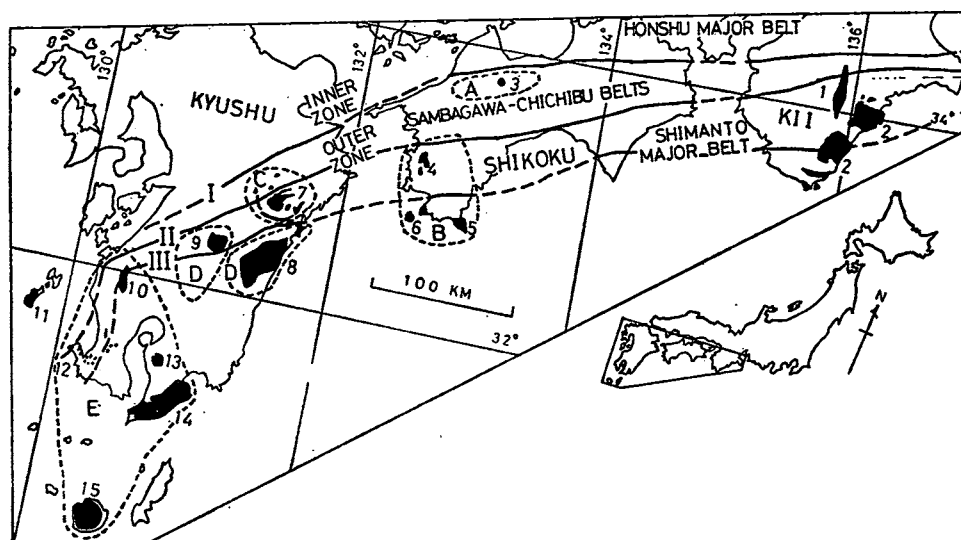 HONSHU MAJOR BELT
130°
132°
134°
136°
KYUSHU
INNER ZONE
OUTER ZONE
A
3
SAMBAGAWA-CHICHIBU BELTS
1
KII
2
34°
SHIMANTO MAJOR BELT
2
SHIKOKU
4
C
7
I
II
III
9
6
B
5
D
D
8
10
11
100 KM
32°
N
12
13
E
14
15